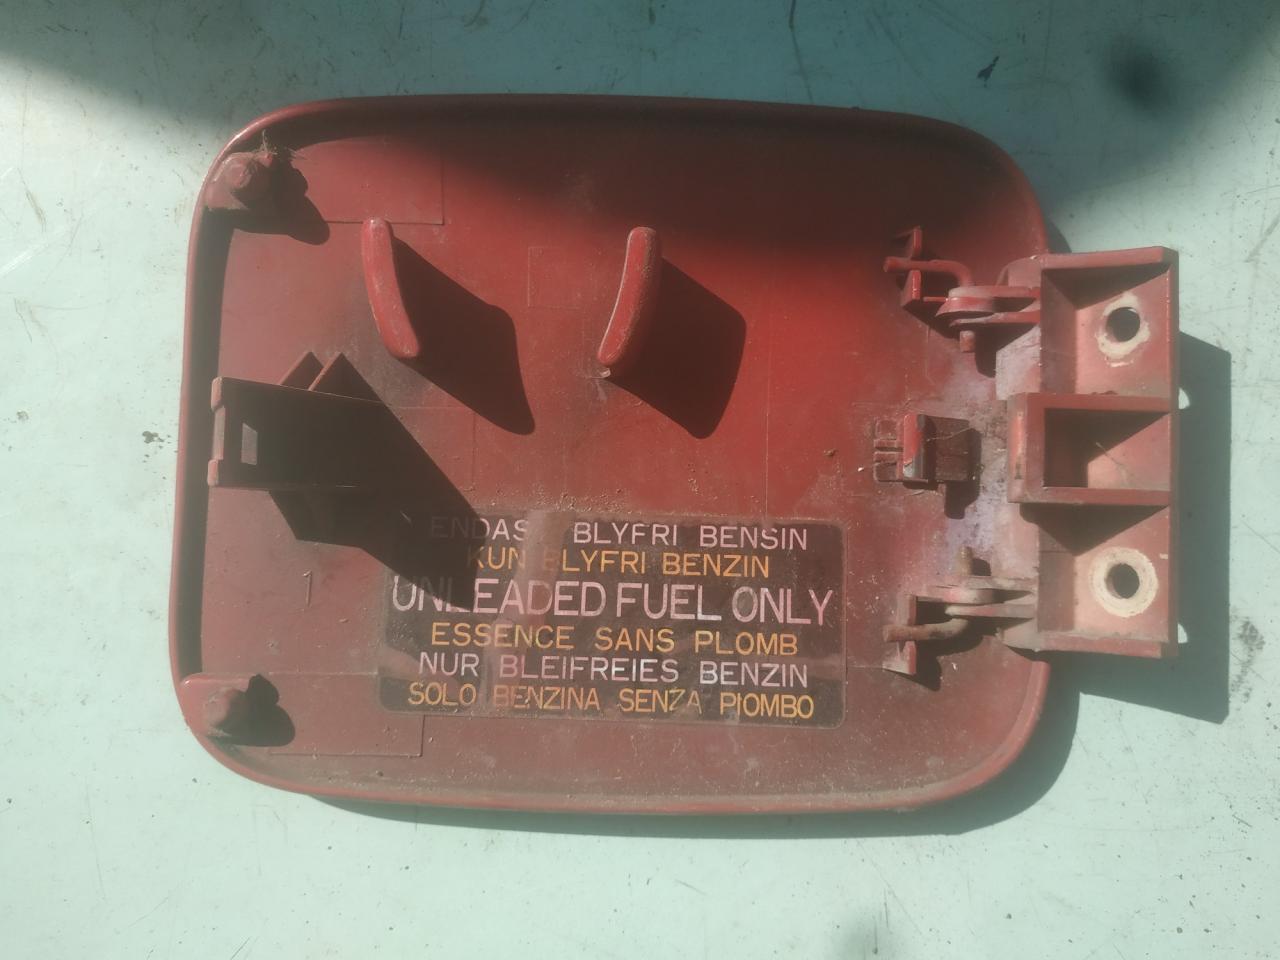 ENDAST BLYFRI BENSIN
KUN BLYFRI BENZIN
UNLEADED FUEL ONLY
ESSENCE SANS PLOMB
NUR BLEIFREIES BENZIN
SOLO BENZINA SENZA PIOMBO